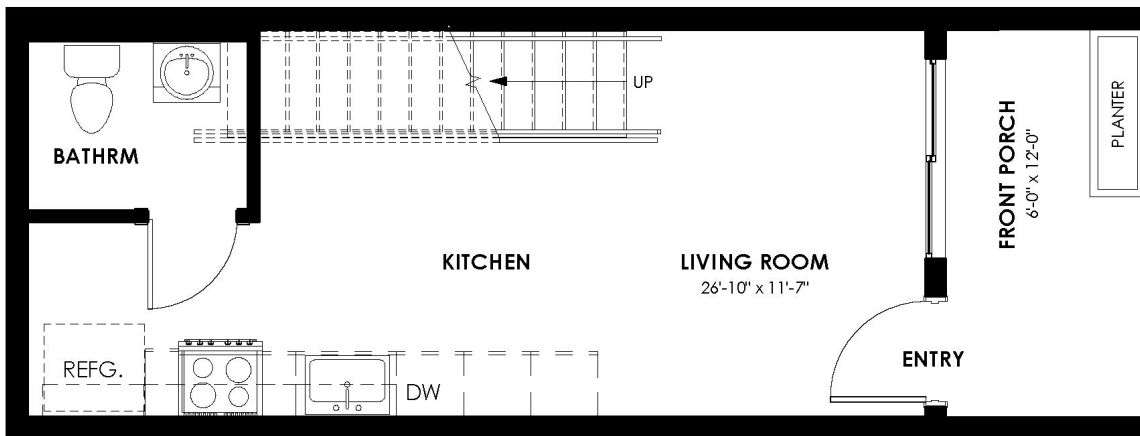 UP
BATHRM
PLANTER
FRONT PORCH
6'-0" x 12'-0"
KITCHEN
LIVING ROOM
26'-10" x 11'-7"
REFG.
DW
ENTRY